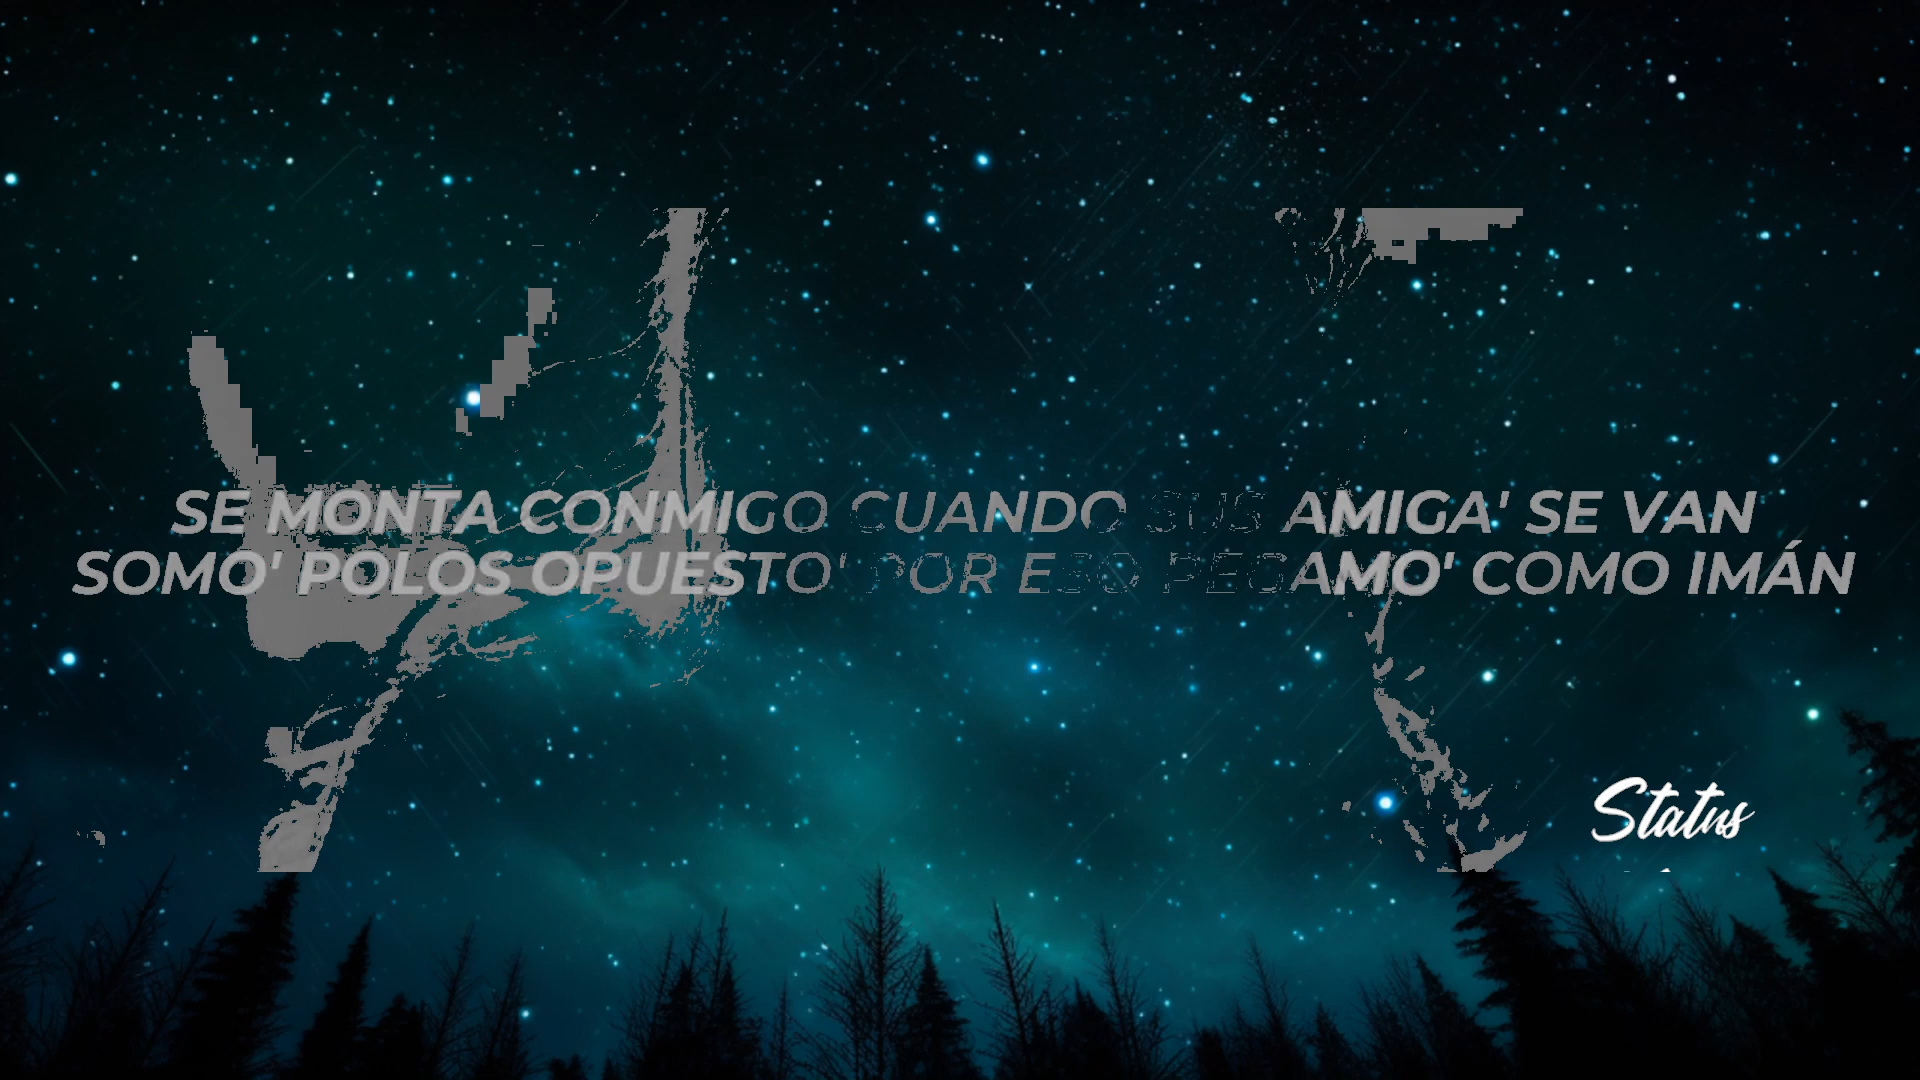 SE MONTA CONMIGO CUANDO SUS AMIGA' SE VAN
SOMO' POLOS OPUESTO' POR ESO PEGAMO' COMO IMÁN
Status